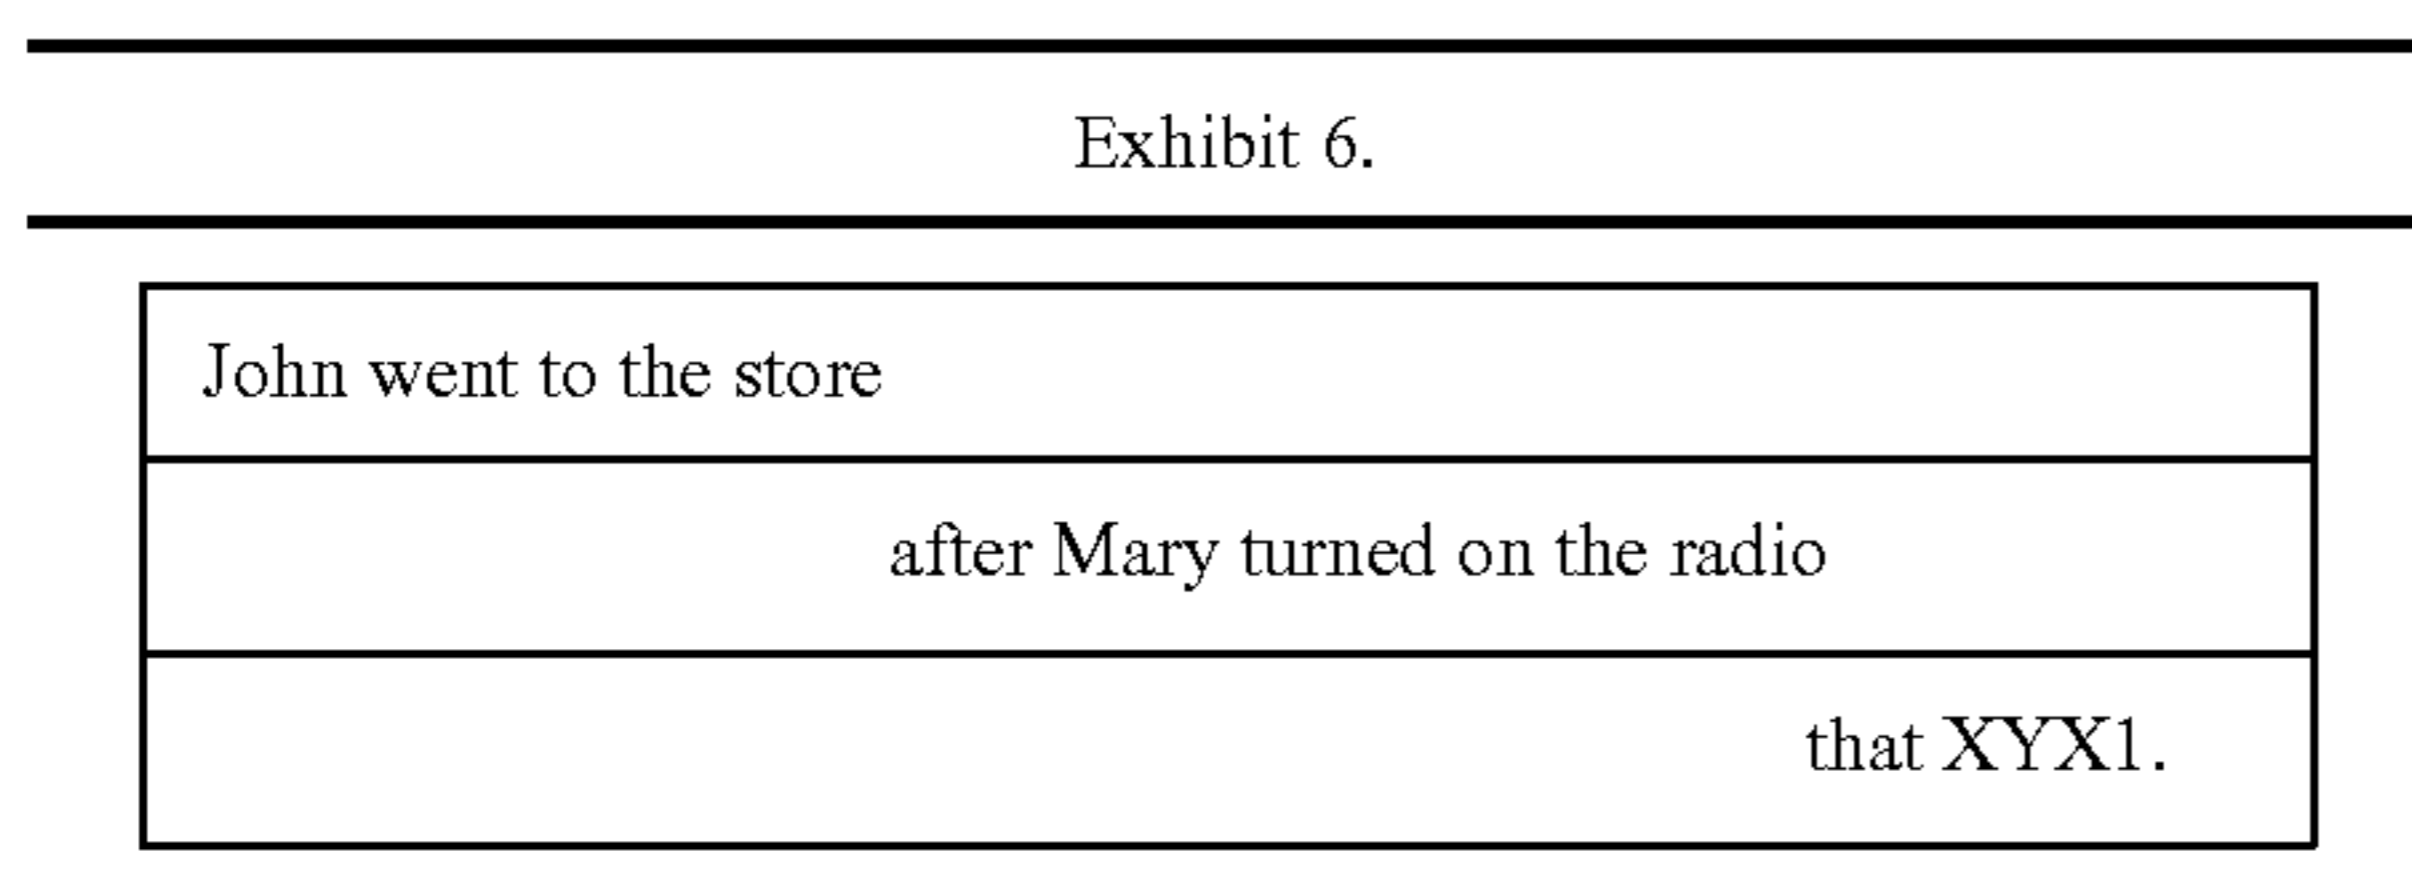 Exhibit 6.
John went to the store
after Mary turned on the radio
that XYX1.